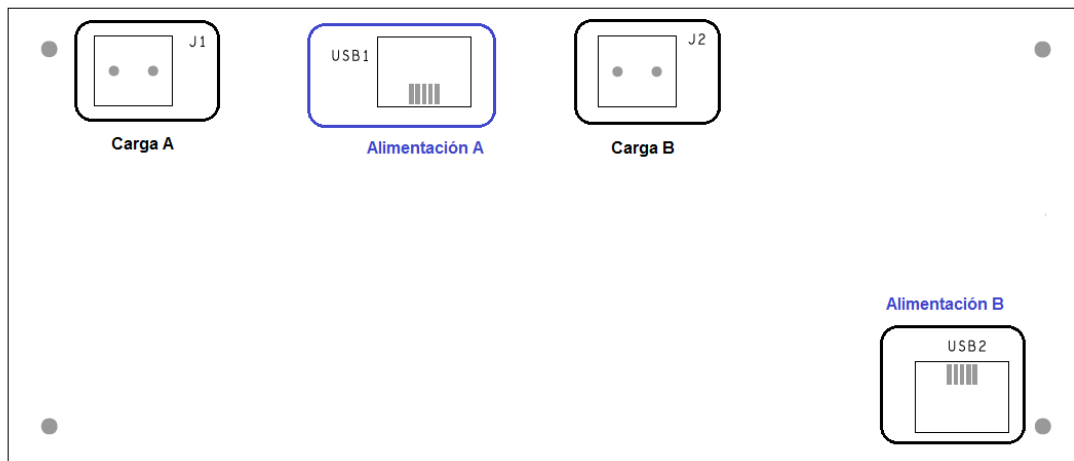 J1
USB1
J2
Carga A
Alimentación A
Carga B
Alimentación B
USB2